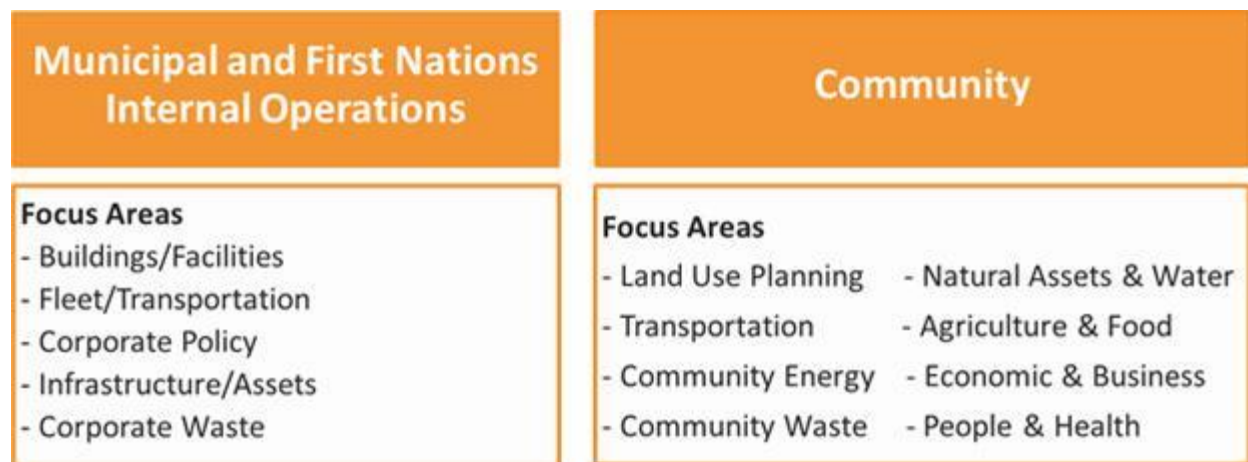 Municipal and First Nations
Internal Operations
Focus Areas
- Buildings/Facilities
- Fleet/Transportation
- Corporate Policy
- Infrastructure/Assets
- Corporate Waste
Community
Focus Areas
- Land Use Planning
- Transportation
- Community Energy
- Community Waste
- Natural Assets & Water
- Agriculture & Food
- Economic & Business
- People & Health